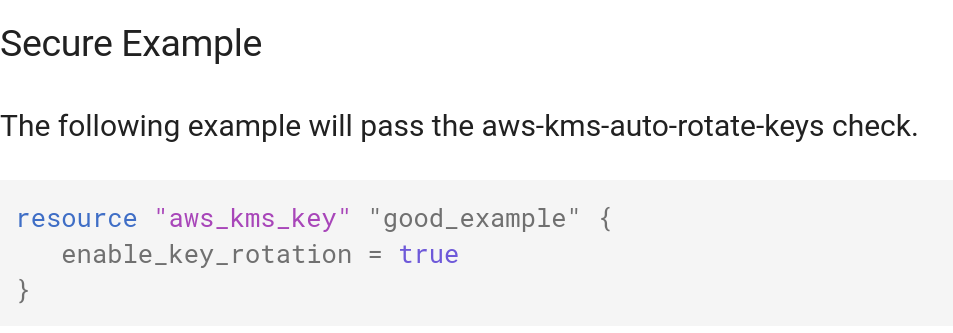 Secure Example
The following example will pass the aws-kms-auto-rotate-keys check.
resource "aws_kms_key" "good_example" {
   enable_key_rotation = true
}